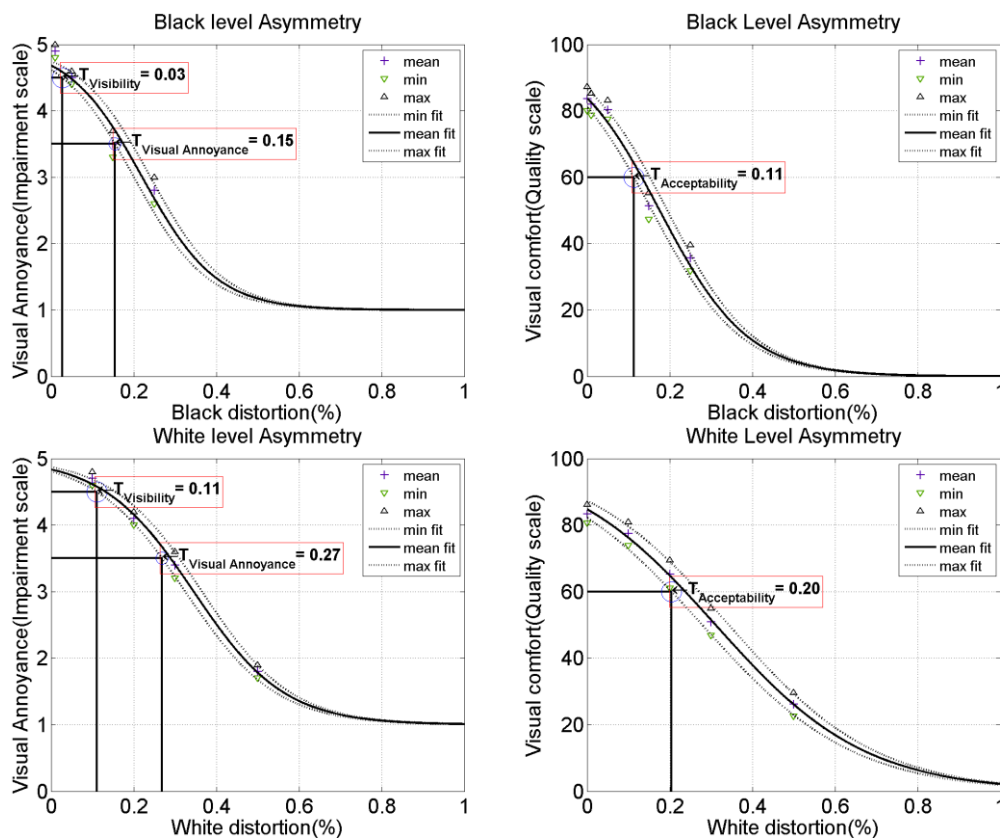 Black level Asymmetry
Visual Annoyance(Impairment scale)
5
4
3
2
1
0
T Visibility = 0.03
T Visual Annoyance = 0.15
mean
min
max
min fit
mean fit
max fit
0 0.2 0.4 0.6 0.8 1
Black distortion(%)
Black Level Asymmetry
Visual comfort(Quality scale)
100
80
60
40
20
0
T Acceptability = 0.11
mean
min
max
min fit
mean fit
max fit
0 0.2 0.4 0.6 0.8 1
Black distortion(%)
White level Asymmetry
Visual Annoyance(Impairment scale)
5
4
3
2
1
0
T Visibility = 0.11
T Visual Annoyance = 0.27
mean
min
max
min fit
mean fit
max fit
0 0.2 0.4 0.6 0.8 1
White distortion(%)
White Level Asymmetry
Visual comfort(Quality scale)
100
80
60
40
20
0
T Acceptability = 0.20
mean
min
max
min fit
mean fit
max fit
0 0.2 0.4 0.6 0.8 1
White distortion(%)